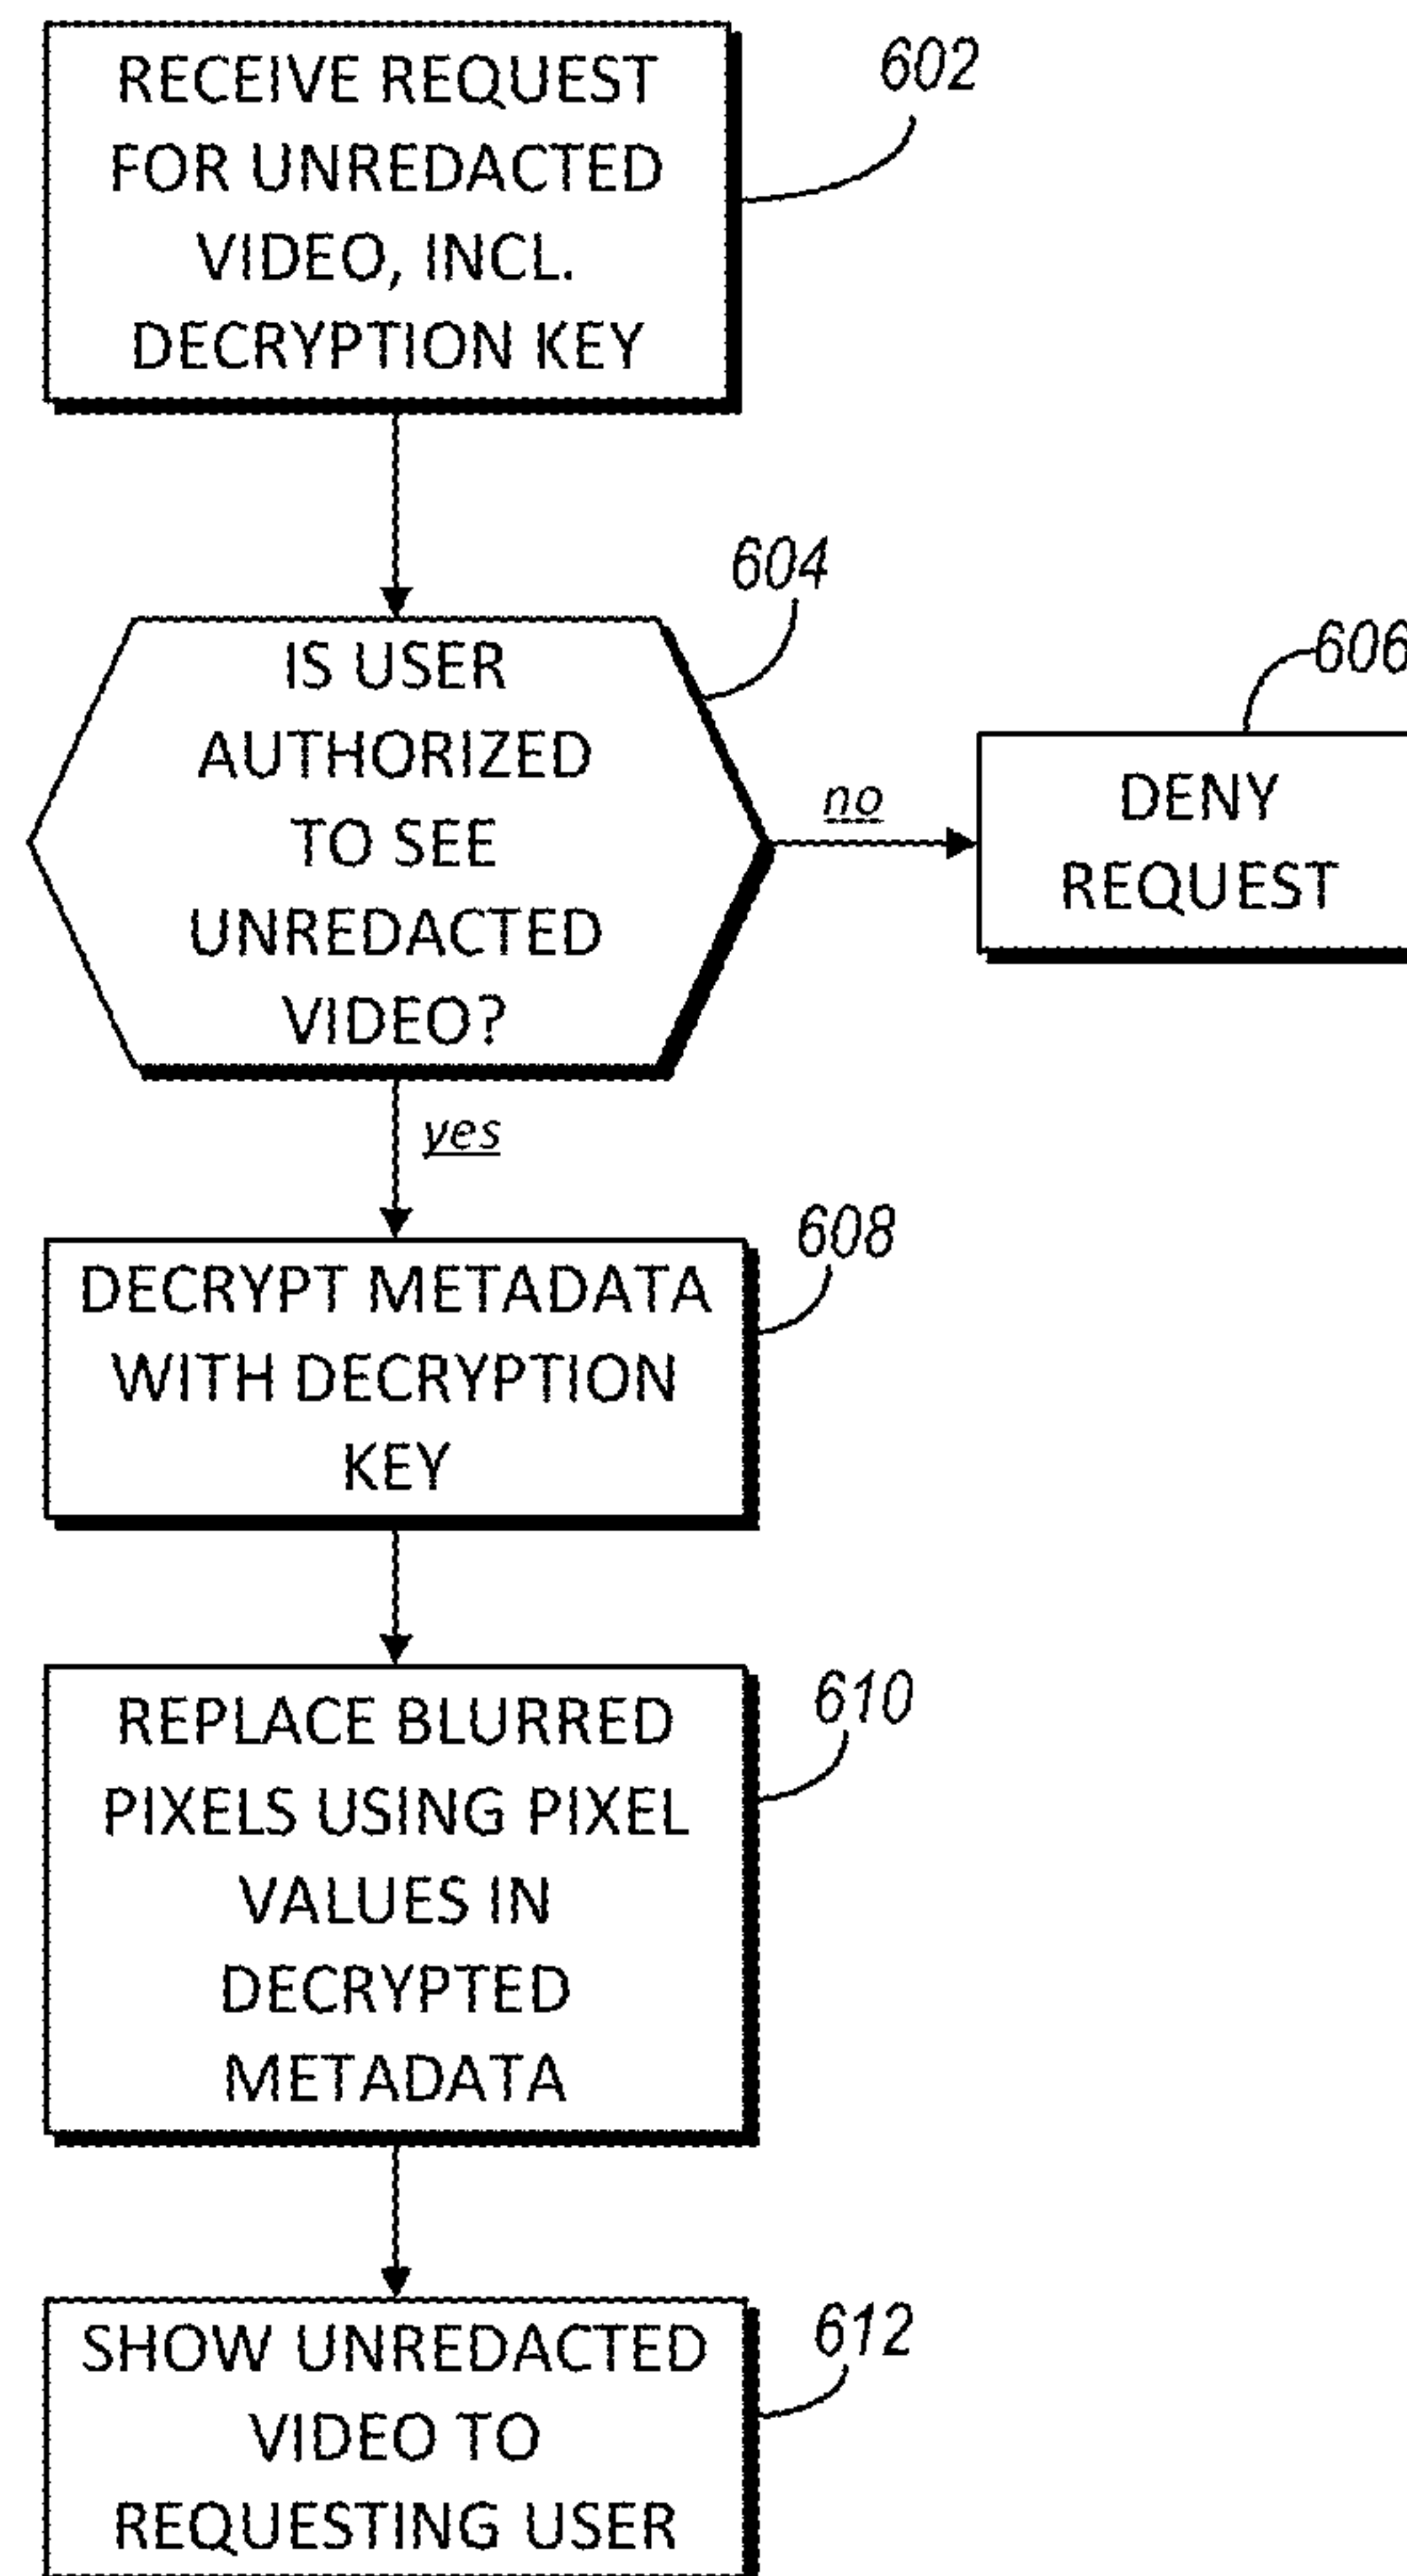 RECEIVE REQUEST
FOR UNREDACTED
VIDEO, INCL.
DECRYPTION KEY
602
604
IS USER
AUTHORIZED
TO SEE
UNREDACTED
VIDEO?
no
606
DENY
REQUEST
yes
608
DECRYPT METADATA
WITH DECRYPTION
KEY
610
REPLACE BLURRED
PIXELS USING PIXEL
VALUES IN
DECRYPTED
METADATA
612
SHOW UNREDACTED
VIDEO TO
REQUESTING USER